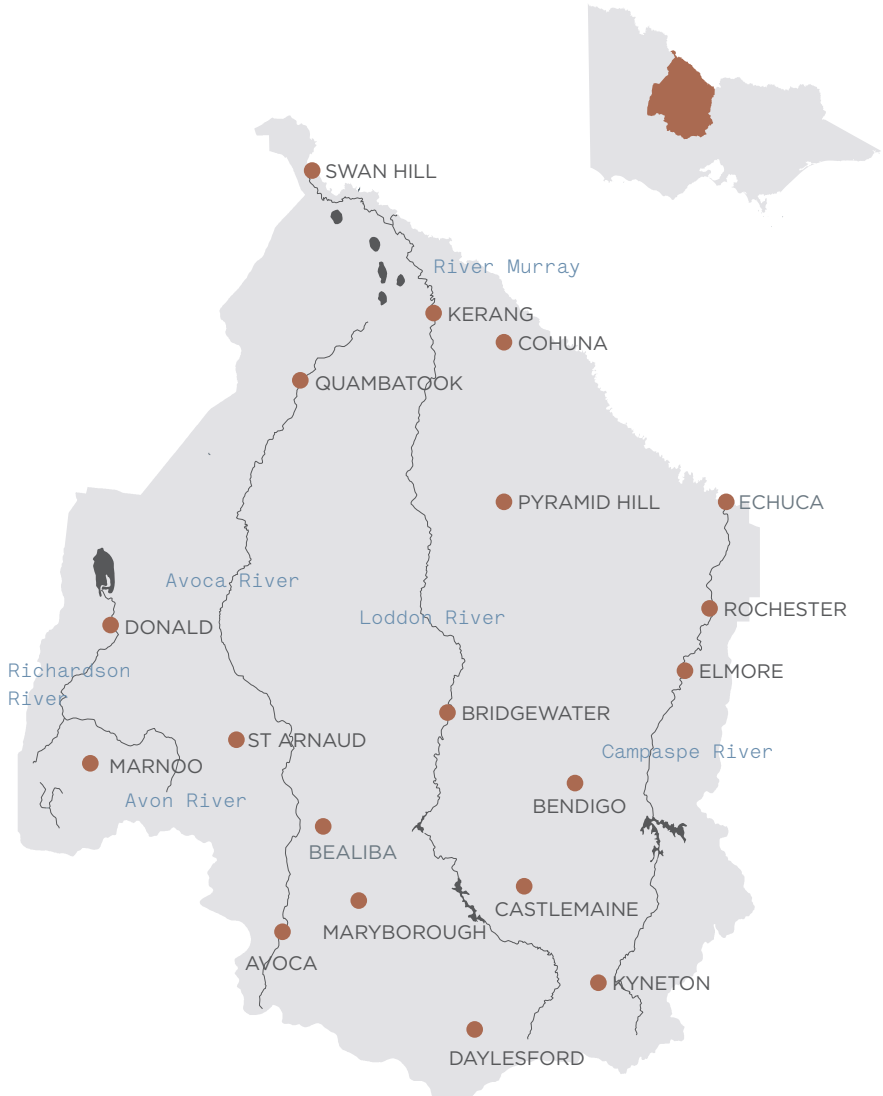 SWAN HILL
River Murray
KERANG
COHUNA
QUAMBATOOK
PYRAMID HILL
ECHUCA
Avoca River
ROCHESTER
Loddon River
DONALD
Richardson
River
ELMORE
BRIDGEWATER
ST ARNAUD
Campaspe River
MARNOO
Avon River
BENDIGO
BEALIBA
CASTLEMAINE
MARYBOROUGH
AVOCA
KYNETON
DAYLESFORD